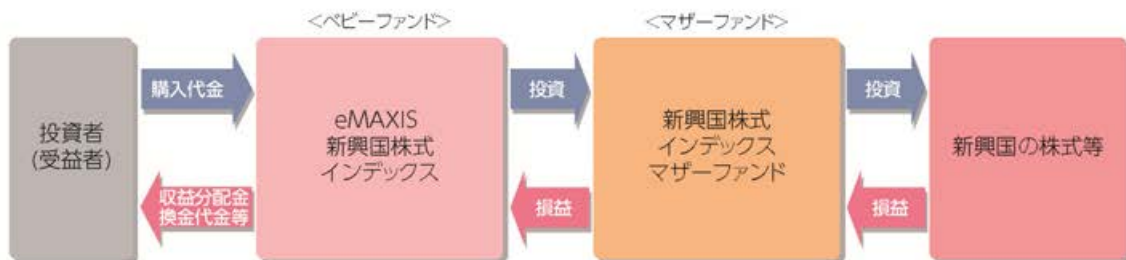 <ベビーファンド>
<マザーファンド>
投資者
(受益者)
購入代金
収益分配金
換金代金等
eMAXIS
新興国株式
インデックス
投資
損益
新興国株式
インデックス
マザーファンド
投資
損益
新興国の株式等